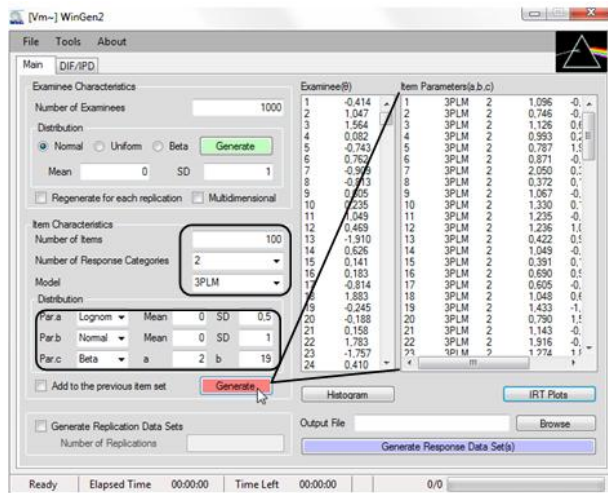 [Vm~] WinGen2
File Tools About
Main DIF/IPD
Examinee Characteristics
Number of Examinees 1000
Distribution
Normal Uniform Beta Generate
Mean 0 SD 1
Regenerate for each replication Multidimensional
Item Characteristics
Number of Items 100
Number of Response Categories 2
Model 3PLM
Distribution
Par.a Lognom Mean 0 SD 0,5
Par.b Normal Mean 0 SD 1
Par.c Beta a 2 b 19
Add to the previous item set Generate
Generate Replication Data Sets
Number of Replications
Examinee(θ) Item Parameters(a,b,c)
1 -0,414 1 3PLM 2 1,096 -0,
2 1,047 2 3PLM 2 0,746 -0,
3 1,564 3 3PLM 2 1,126
4 0,082 4 3PLM 2 0,993
5 -0,743 5 3PLM 2 0,787
6 0,762 6 3PLM 2 0,871 -0,
7 7 3PLM 2 2,050
8 8 3PLM 2 0,372
9 9 3PLM 2 1,067 -0,
10 0,235 10 3PLM 2 1,330
11 1,049 11 3PLM 2 1,235 -0,
12 0,469 12 3PLM 2 1,236
13 -1,910 13 3PLM 2 0,422
14 0,626 14 3PLM 2 1,049 -0,
15 0,141 15 3PLM 2 0,391
16 0,183 16 3PLM 2 0,690
17 -0,814 17 3PLM 2 0,605 -0,
18 1,883 18 3PLM 2 1,048
19 -0,245 19 3PLM 2 1,433 -1,
20 -0,188 20 3PLM 2 0,790
21 0,158 21 3PLM 2 1,143 -0,
22 1,783 22 3PLM 2 1,916 -0,
23 -1,757 23 3PLM 2 1,274
24 0,410
Histogram IRT Plots
Output File Browse
Generate Response Data Set(s)
Ready Elapsed Time 00:00:00 Time Left 00:00:00 0/0